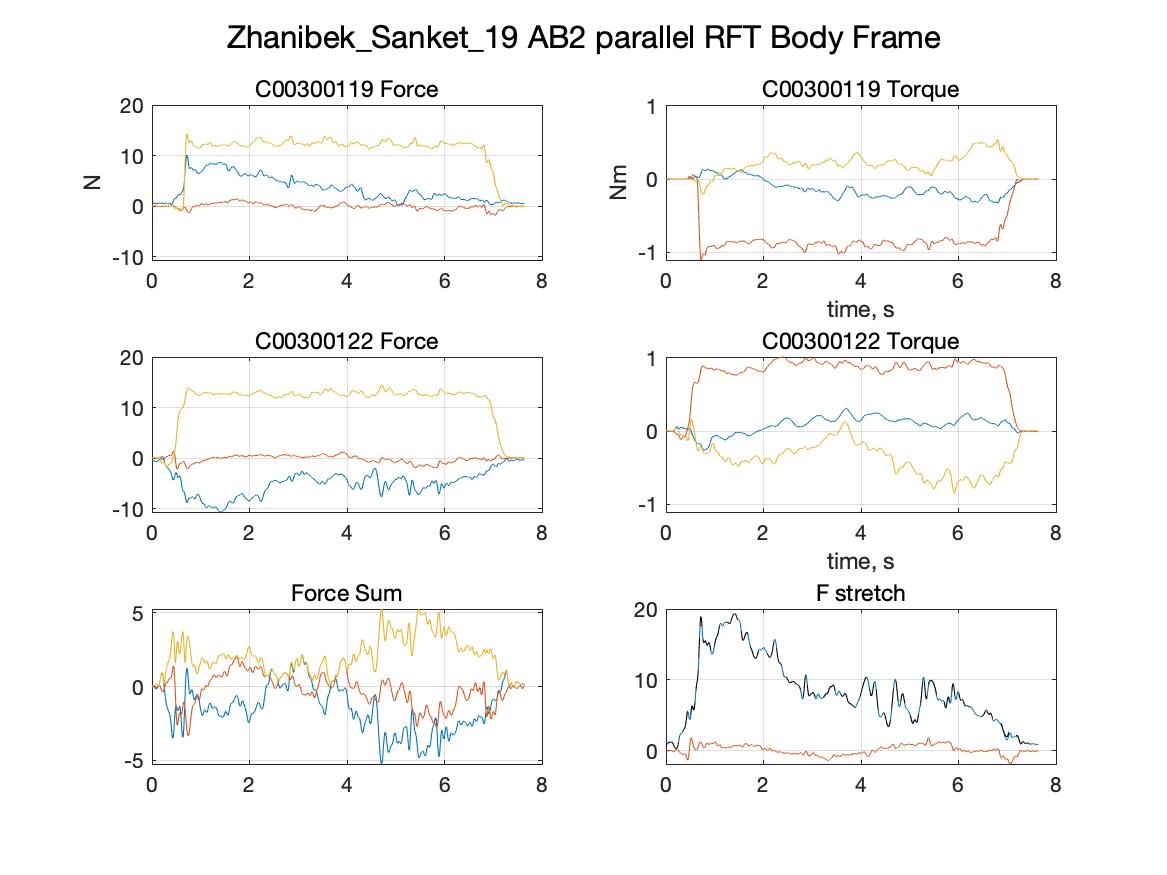 Zhanibek_Sanket_19 AB2 parallel RFT Body Frame
C00300119 Force
20
10
0
-10
N
0 2 4 6 8
C00300119 Torque
1
0
-1
Nm
0 2 4 6 8
time, s
C00300122 Force
20
10
0
-10
0 2 4 6 8
C00300122 Torque
1
0
-1
0 2 4 6 8
time, s
Force Sum
5
0
-5
0 2 4 6 8
F stretch
20
10
0
0 2 4 6 8